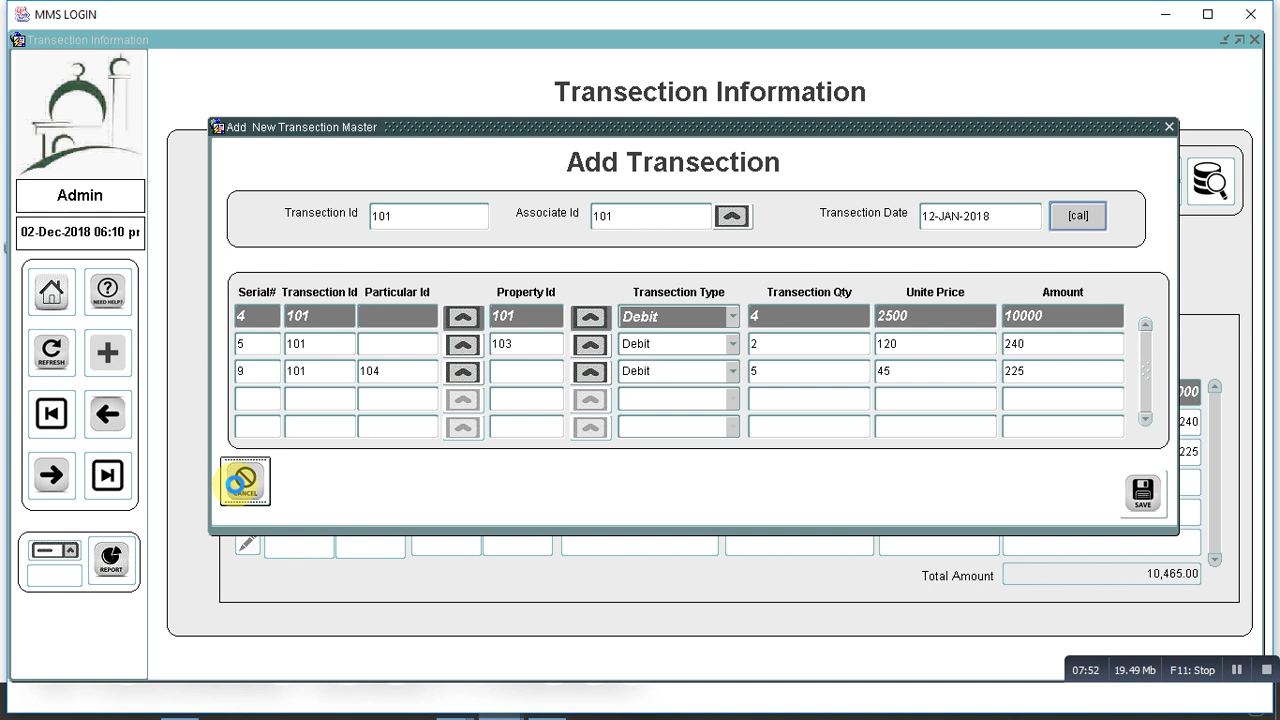 MMS LOGIN
Transection Information
Transection Information
Add New Transection Master
Add Transection
Transection Id 101 Associate Id 101 Transection Date 12-JAN-2018 [cal]
Admin
02-Dec-2018 06:10 pr
NEED HELP?
REFRESH
Serial# Transection Id Particular Id Property Id Transection Type Transection Qty Unite Price Amount
4 101 101 Debit 4 2500 10000
5 101 103 Debit 2 120 240
9 101 104 Debit 5 45 225
000
240
225
CANCEL
SAVE
REPORT
Total Amount 10,465.00
07:52 19.49 Mb F11: Stop